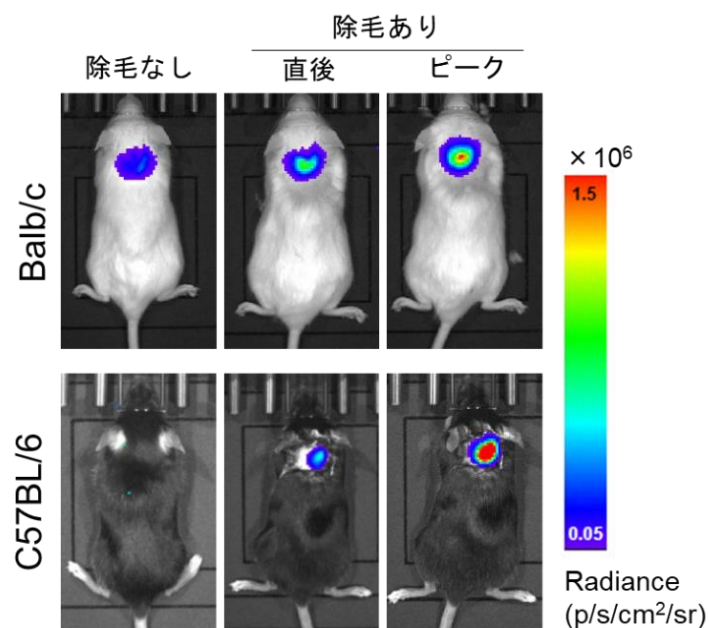 除毛あり
除毛なし
直後
ピーク
Balb/c
C57BL/6
× 10⁶
1.5
0.05
Radiance
(p/s/cm²/sr)